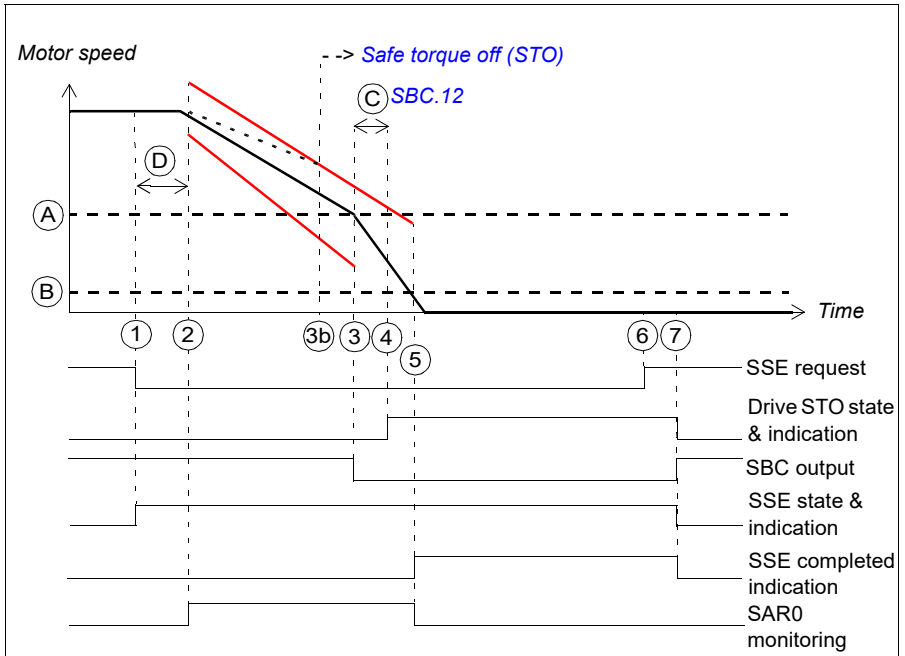 Motor speed
--> Safe torque off (STO)
C SBC.12
D
A
B
Time
1 2 3b 3 4 5 6 7
SSE request
Drive STO state
& indication
SBC output
SSE state &
indication
SSE completed
indication
SAR0
monitoring